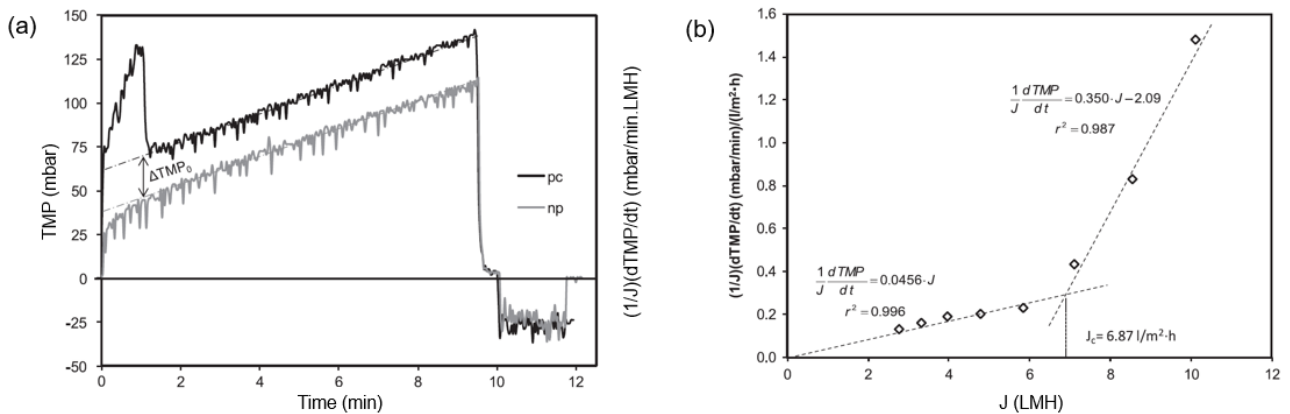 (a)
150
125
100
75
50
25
0
-25
-50
TMP (mbar)
ΔTMP₀
pc
np
0
2
4
6
8
10
12
Time (min)
(b)
(1/J)(dTMP/dt) (mbar/min.LMH)
(1/J)(dTMP/dt) (mbar/min)/(l/m²·h)
1.6
1.4
1.2
1.0
0.8
0.6
0.4
0.2
0.0
1/J dTMP/dt = 0.350·J − 2.09
r² = 0.987
1/J dTMP/dt = 0.0456·J
r² = 0.996
J_c = 6.87 l/m²·h
0
2
4
6
8
10
12
J (LMH)